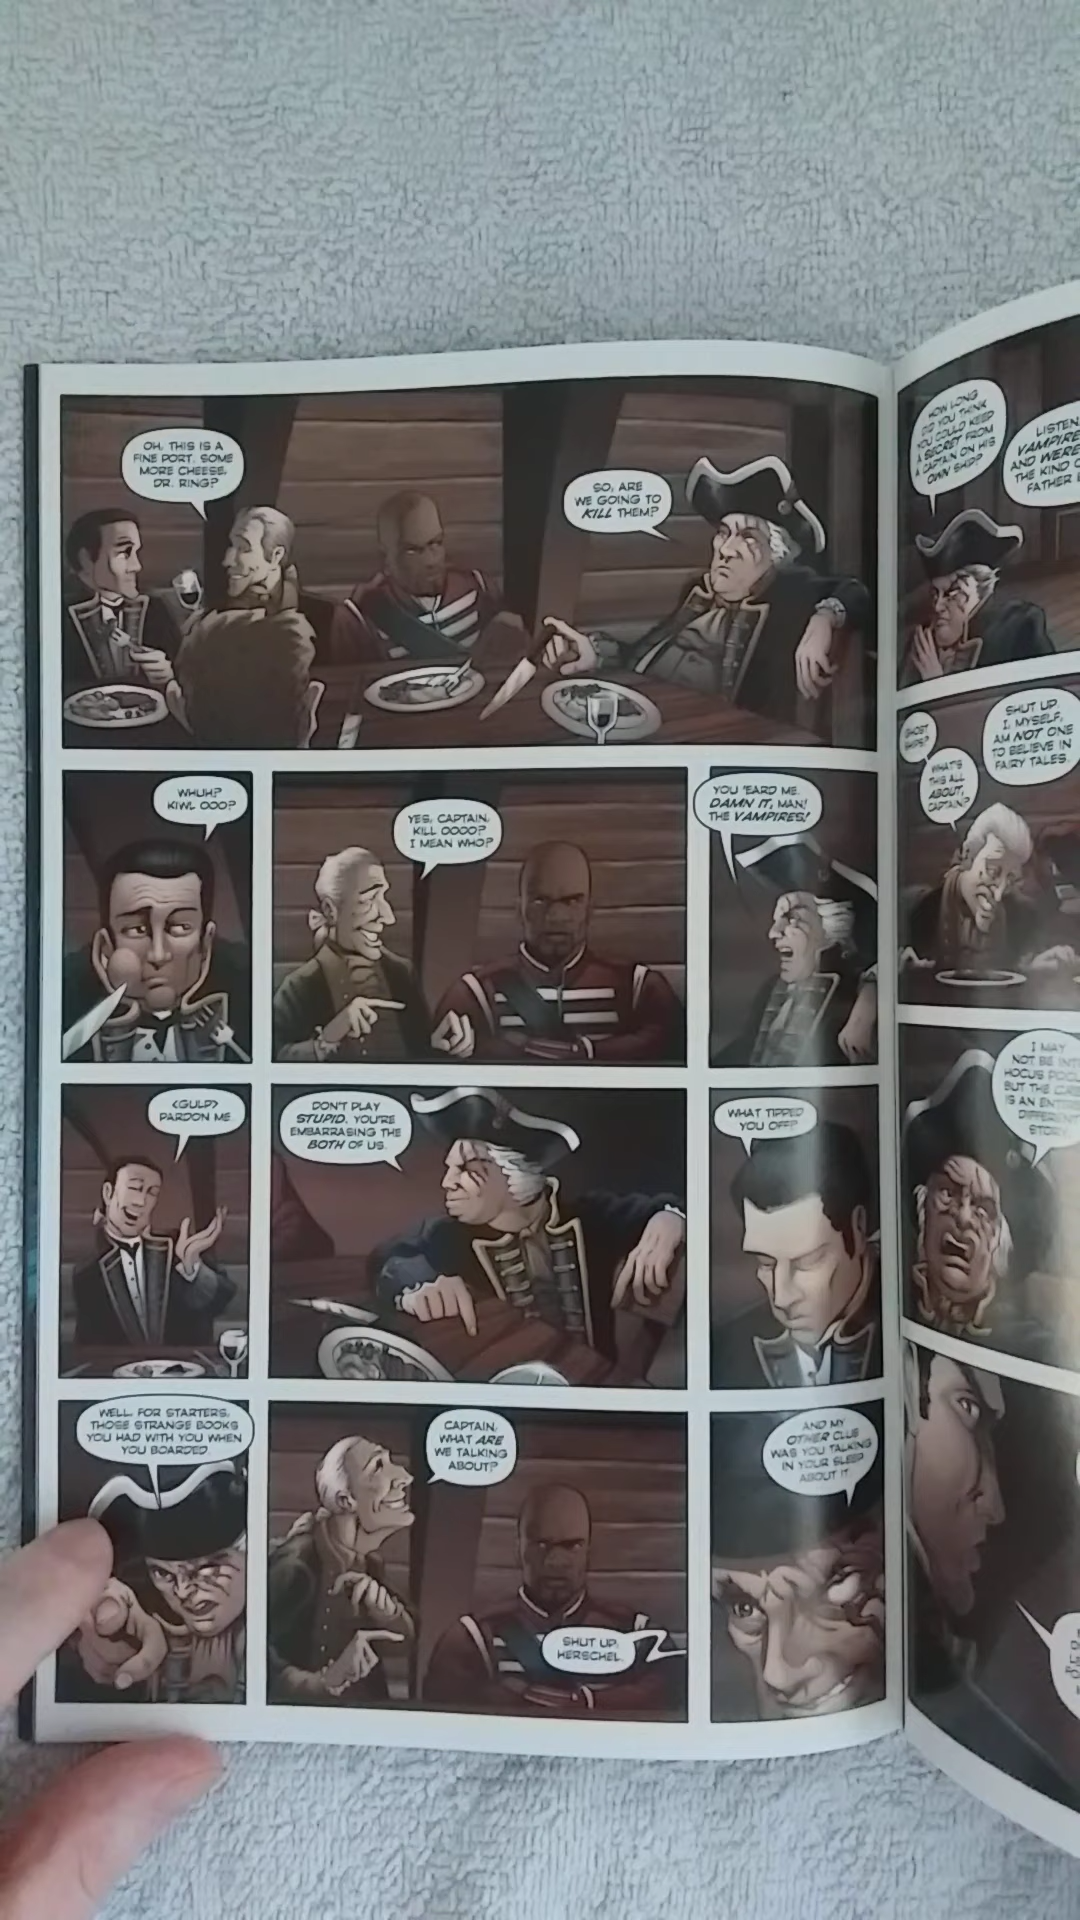 OH, THIS IS A
FINE PORT. SOME
MORE CHEESE,
DR. RING?
SO, ARE
WE GOING TO
KILL THEM?
WHUH?
KIWL OOO?
YES, CAPTAIN,
KILL OOOO?
I MEAN WHO?
YOU 'EARD ME.
DAMN IT, MAN!
THE VAMPIRES!
<GULP>
PARDON ME.
DON'T PLAY
STUPID. YOU'RE
EMBARRASING THE
BOTH OF US.
WHAT TIPPED
YOU OFF?
WELL, FOR STARTERS,
THOSE STRANGE BOOKS
YOU HAD WITH YOU WHEN
YOU BOARDED.
CAPTAIN,
WHAT ARE
WE TALKING
ABOUT?
SHUT UP,
HERSCHEL.
AND MY
OTHER CLUE
WAS YOU TALKING
IN YOUR SLEEP
ABOUT IT.
HOW LONG
DID YOU THINK
YOU COULD KEEP
A SECRET FROM
A CAPTAIN ON HIS
OWN SHIP?
LISTEN,
VAMPIRE
AND WERE
THE KIND O
FATHER
GHOST
SHIPS?
WHAT'S
THIS ALL
ABOUT,
CAPTAIN?
SHUT UP.
I, MYSELF,
AM NOT ONE
TO BELIEVE IN
FAIRY TALES.
I MAY
NOT BE INT
HOCUS POCU
BUT THE
IS AN
DIFFEREN
STORY